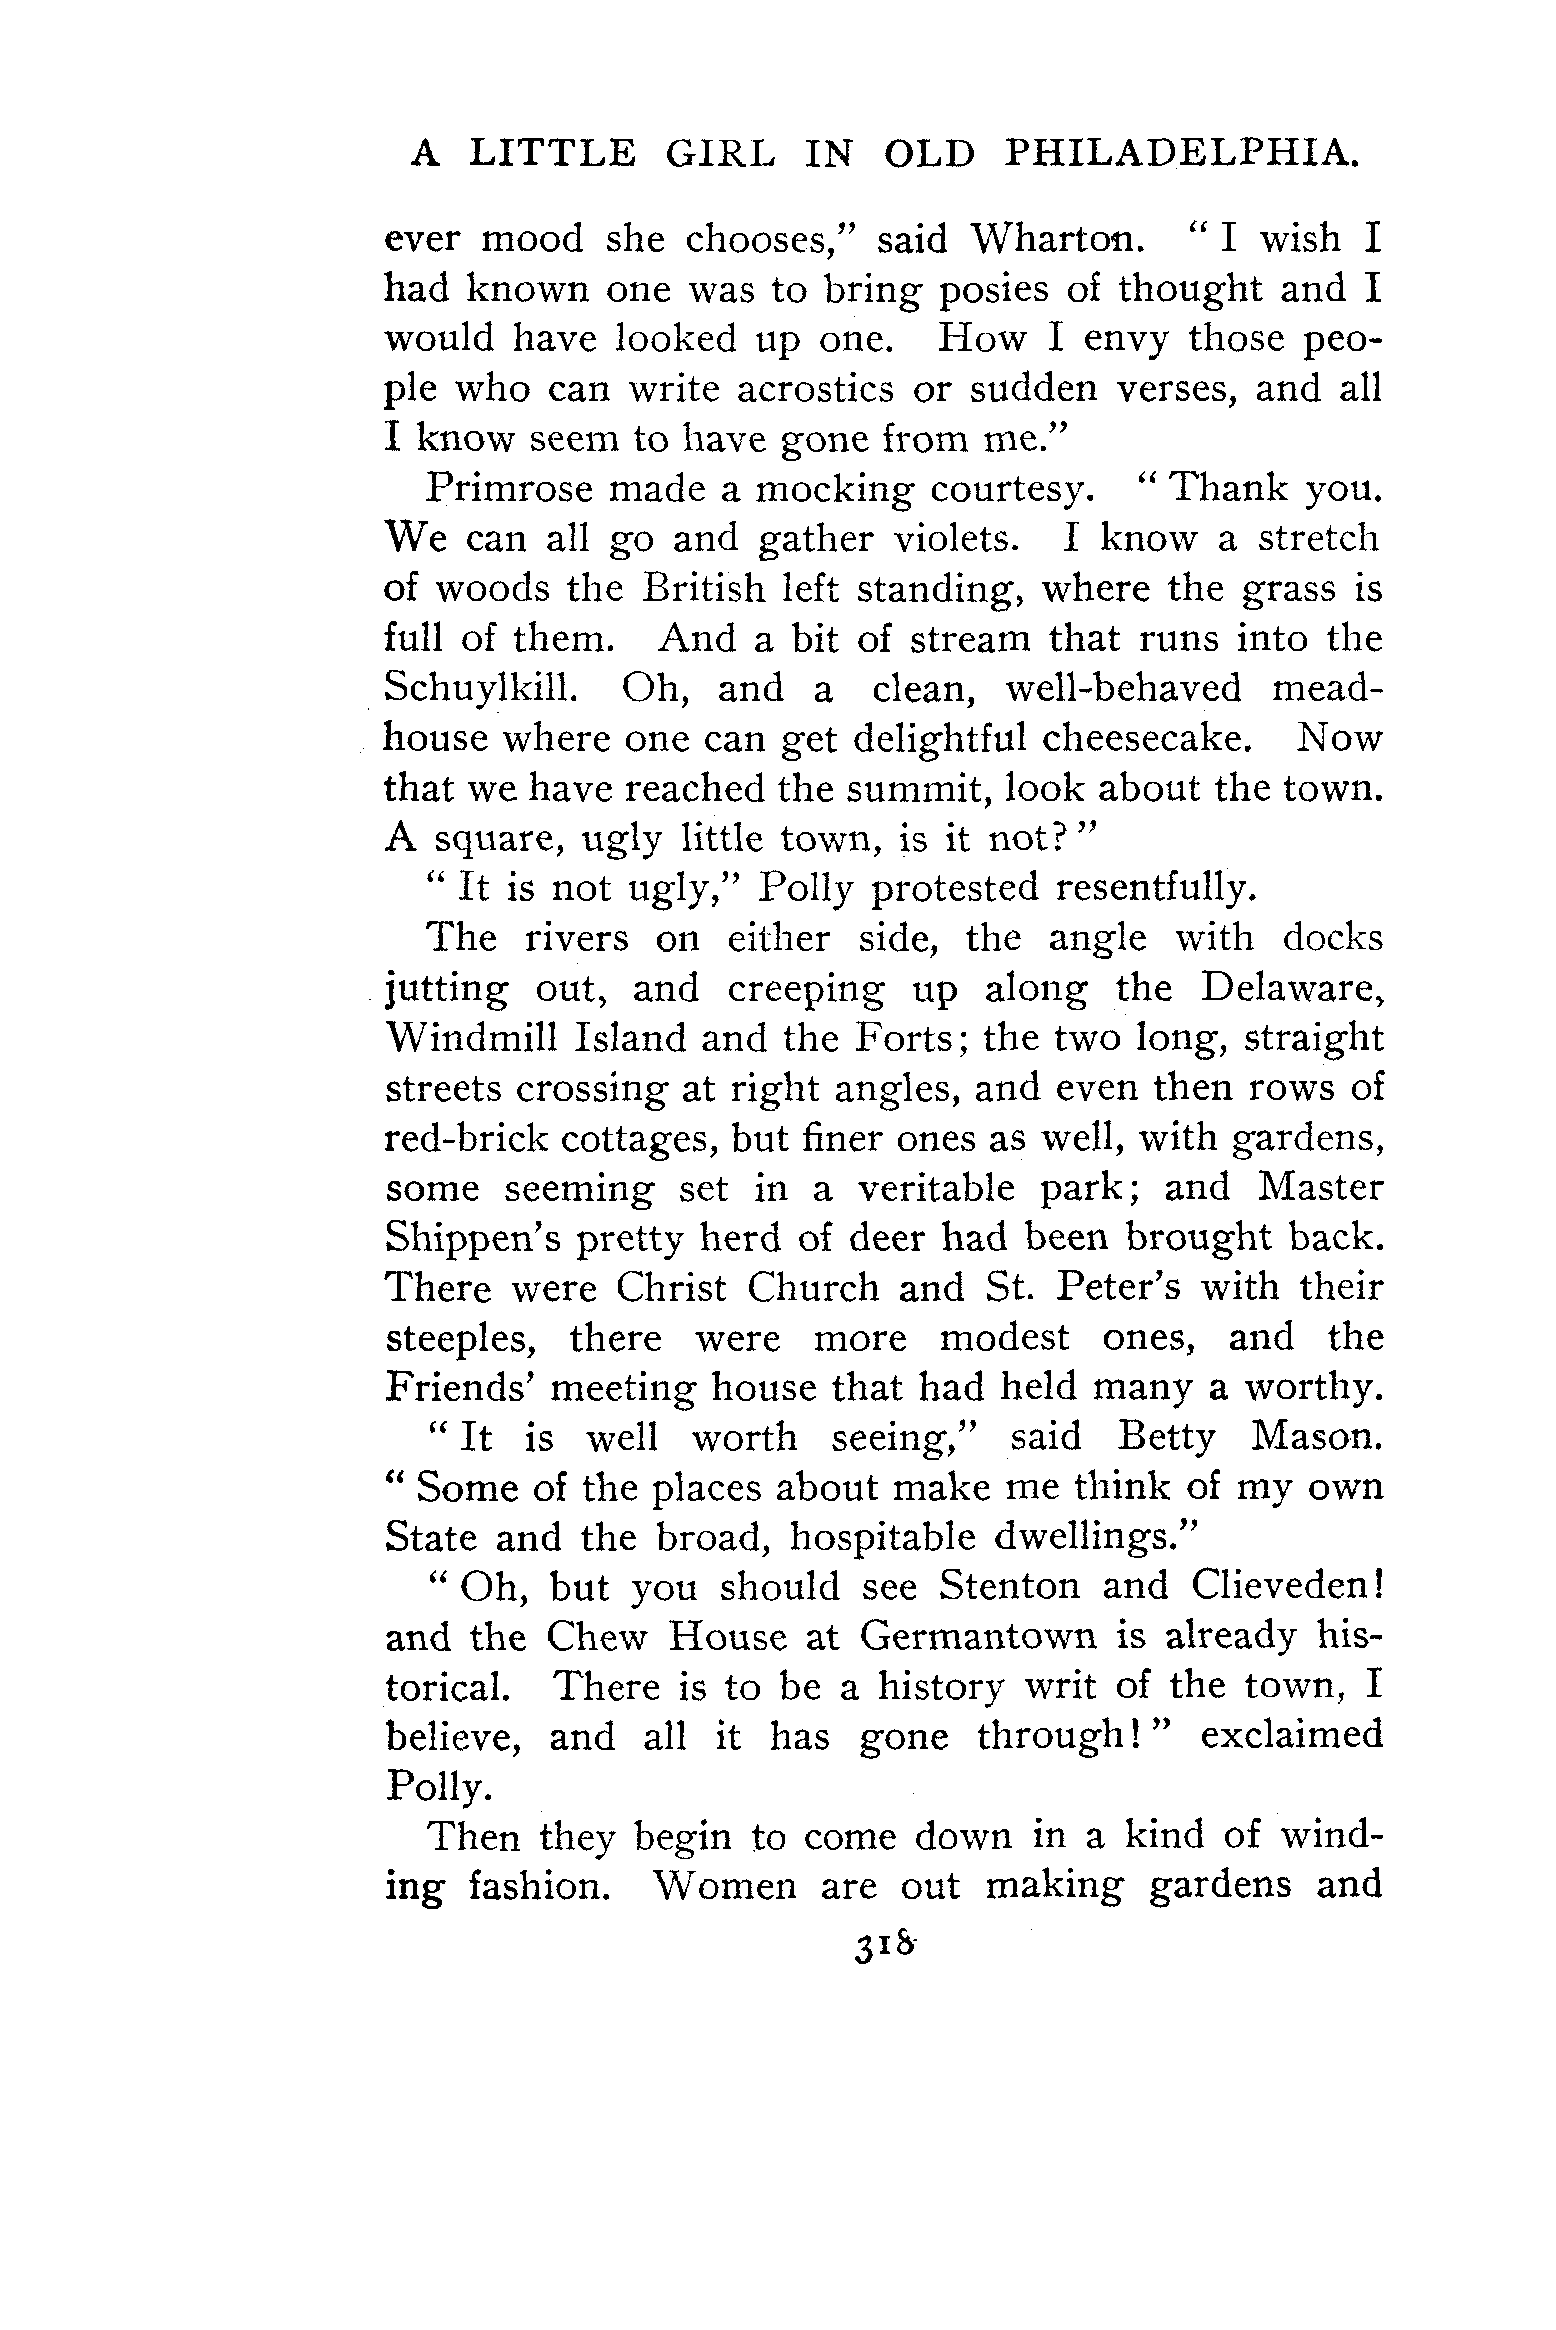 A LITTLE GIRL IN OLD PHILADELPHIA.
ever mood she chooses,” said Wharton. “ I wish I
had known one was to bring posies of thought and I
would have looked up one. How I envy those peo-
ple who can write acrostics or sudden verses, and all
I know seem to have gone from me.”
Primrose made a mocking courtesy. “ Thank you.
We can all go and gather violets. I know a stretch
of woods the British left standing, where the grass is
full of them. And a bit of stream that runs into the
Schuylkill. Oh, and a clean, well-behaved mead-
house where one can get delightful cheesecake. Now
that we have reached the summit, look about the town.
A square, ugly little town, is it not? ”
“ It is not ugly,” Polly protested resentfully.
The rivers on either side, the angle with docks
jutting out, and creeping up along the Delaware,
Windmill Island and the Forts; the two long, straight
streets crossing at right angles, and even then rows of
red-brick cottages, but finer ones as well, with gardens,
some seeming set in a veritable park; and Master
Shippen’s pretty herd of deer had been brought back.
There were Christ Church and St. Peter’s with their
steeples, there were more modest ones, and the
Friends’ meeting house that had held many a worthy.
“ It is well worth seeing,” said Betty Mason.
“ Some of the places about make me think of my own
State and the broad, hospitable dwellings.”
“ Oh, but you should see Stenton and Clieveden!
and the Chew House at Germantown is already his-
torical. There is to be a history writ of the town, I
believe, and all it has gone through! ” exclaimed
Polly.
Then they begin to come down in a kind of wind-
ing fashion. Women are out making gardens and
318